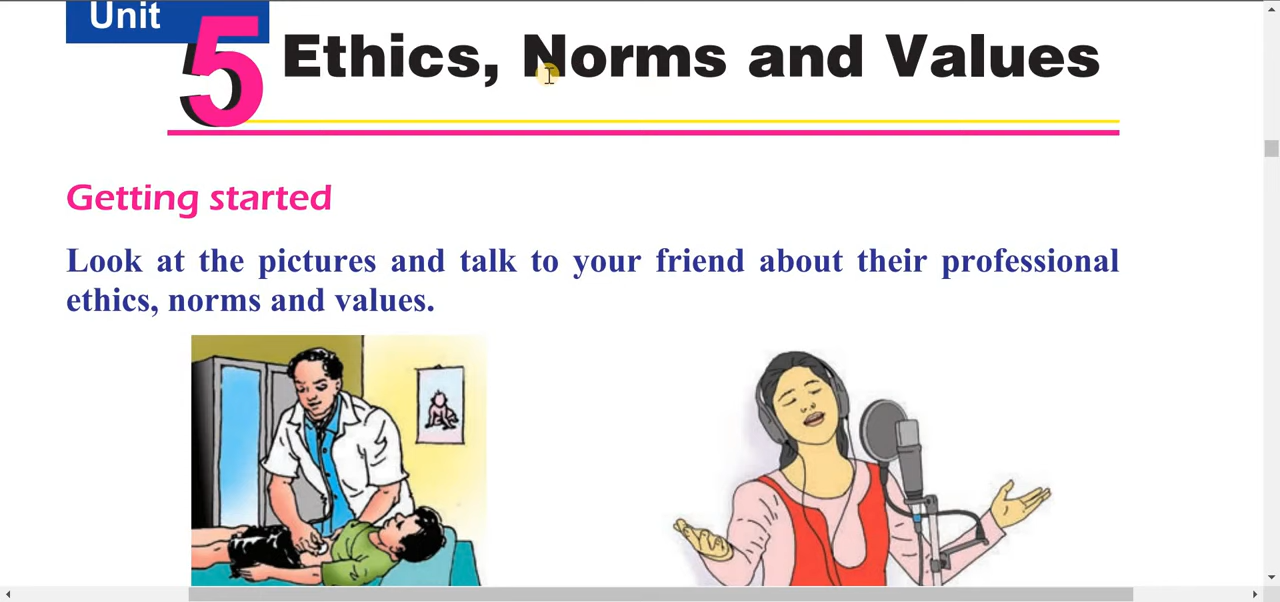 Unit
5 Ethics, Norms and Values
Getting started
Look at the pictures and talk to your friend about their professional
ethics, norms and values.